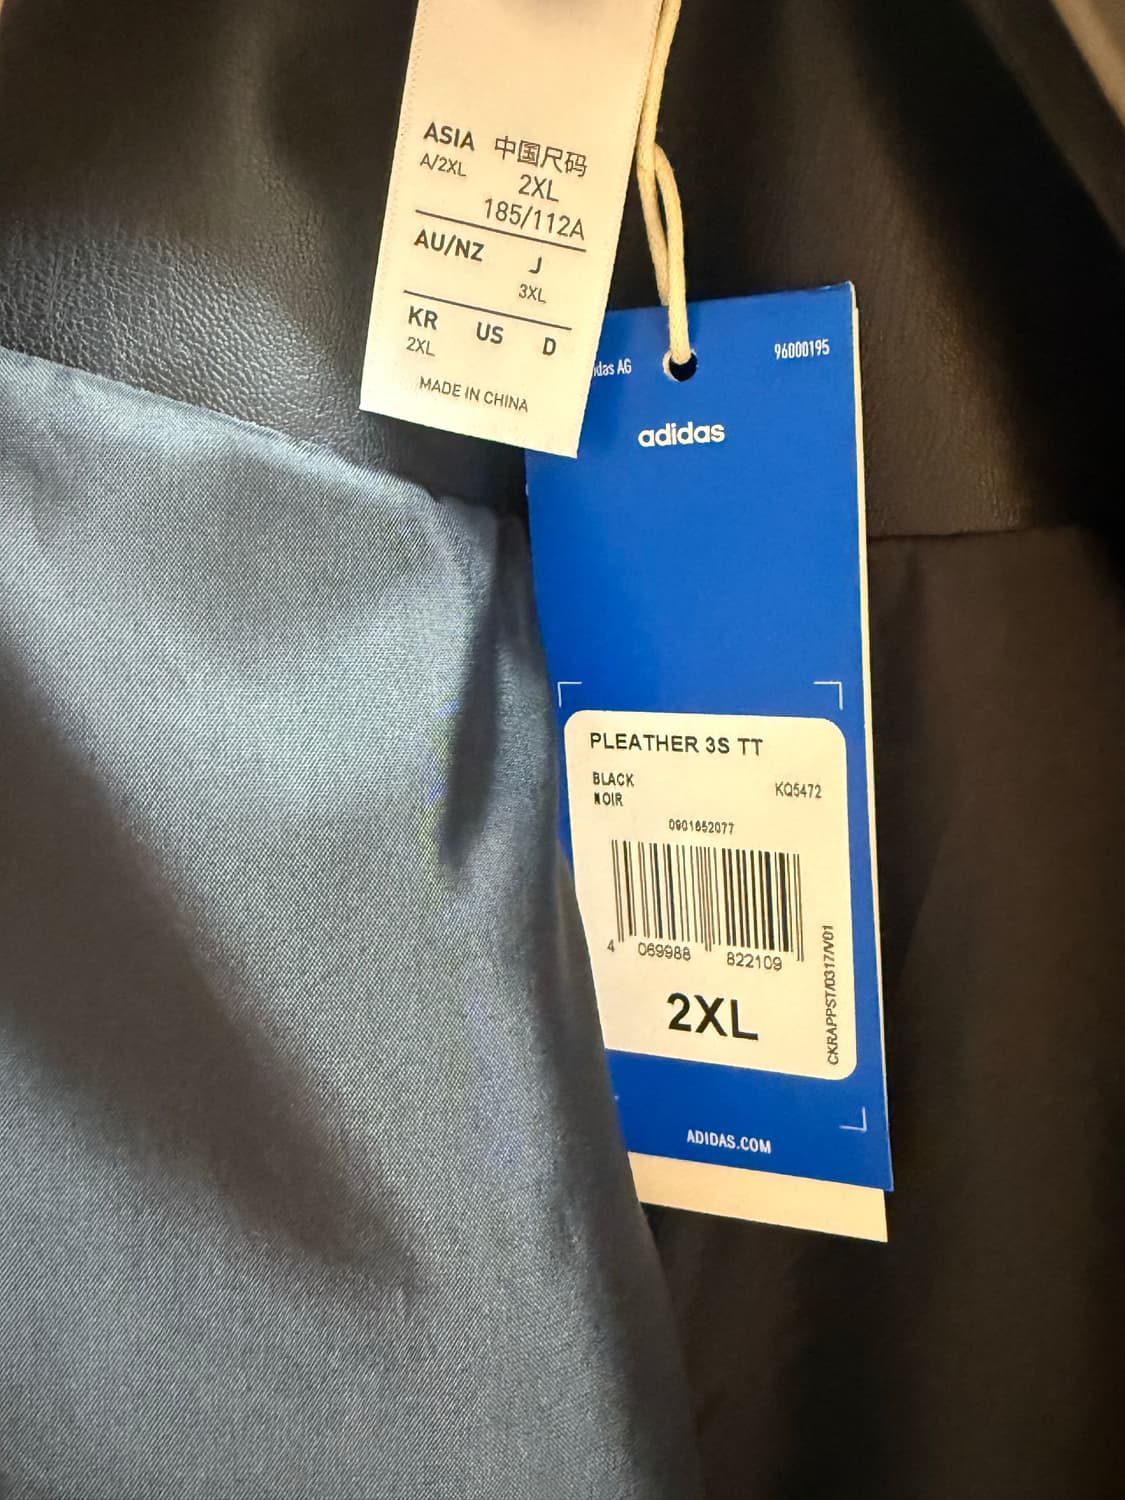 ASIA 中国尺码
A/2XL 2XL
185/112A
AU/NZ J
3XL
KR US D
2XL
MADE IN CHINA
das AG 96000195
adidas
PLEATHER 3S TT
BLACK KQ5472
NOIR
0901652077
4 069988 822109
2XL
CKRAPPST/0317/V01
ADIDAS.COM